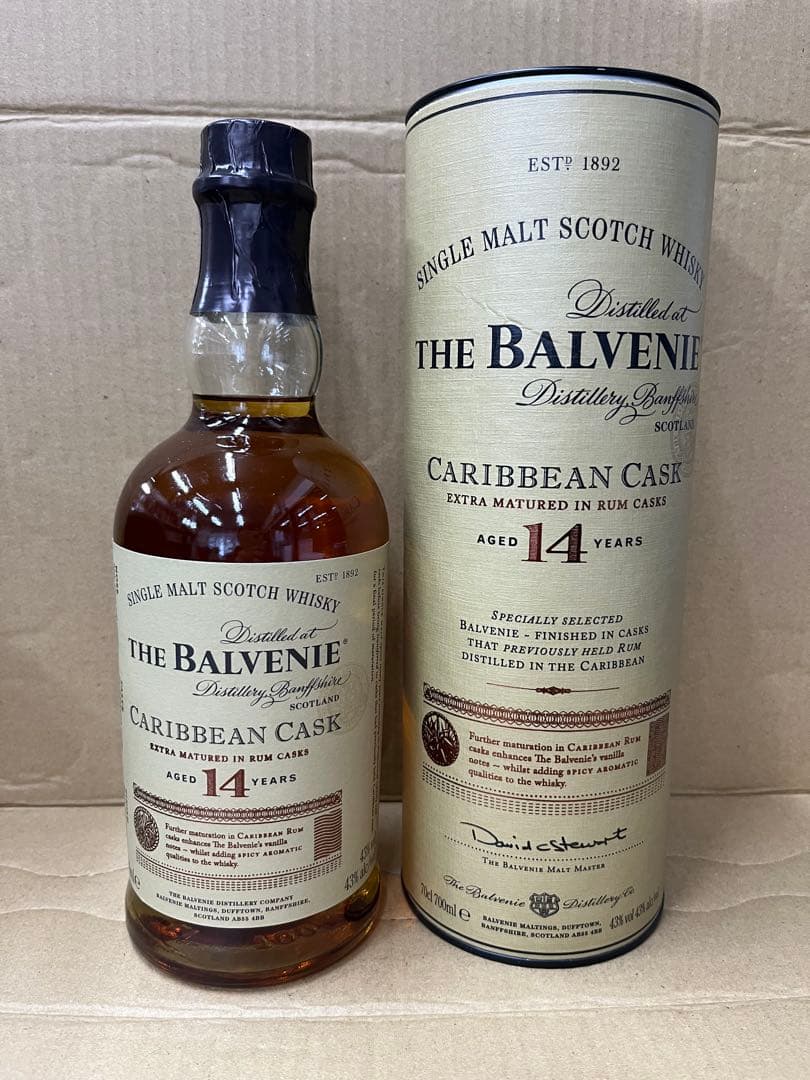 ESTD 1892
SINGLE MALT SCOTCH WHISKY
Distilled at
THE BALVENIE®
Distillery, Banffshire
SCOTLAND
CARIBBEAN CASK
EXTRA MATURED IN RUM CASKS
AGED 14 YEARS
Further maturation in CARIBBEAN RUM
casks enhances The Balvenie's vanilla
notes ~ whilst adding SPICY AROMATIC
qualities to the whisky.
43%
43%
THE BALVENIE DISTILLERY COMPANY
BALVENIE MALTINGS, DUFFTOWN, BANFFSHIRE,
SCOTLAND AB55 4BB
ESTD 1892
SINGLE MALT SCOTCH WHISKY
Distilled at
THE BALVENIE
Distillery, Banffshire
SCOTLAND
CARIBBEAN CASK
EXTRA MATURED IN RUM CASKS
AGED 14 YEARS
SPECIALLY SELECTED
BALVENIE - FINISHED IN CASKS
THAT PREVIOUSLY HELD RUM
DISTILLED IN THE CARIBBEAN
Further maturation in CARIBBEAN RUM
casks enhances The Balvenie's vanilla
notes ~ whilst adding SPICY AROMATIC
qualities to the whisky.
David C Stewart
THE BALVENIE MALT MASTER
The Balvenie Distillery Co.
70cl 700ml e
BALVENIE MALTINGS, DUFFTOWN,
BANFFSHIRE, SCOTLAND AB55 4BB
43% vol 43% alc/vol